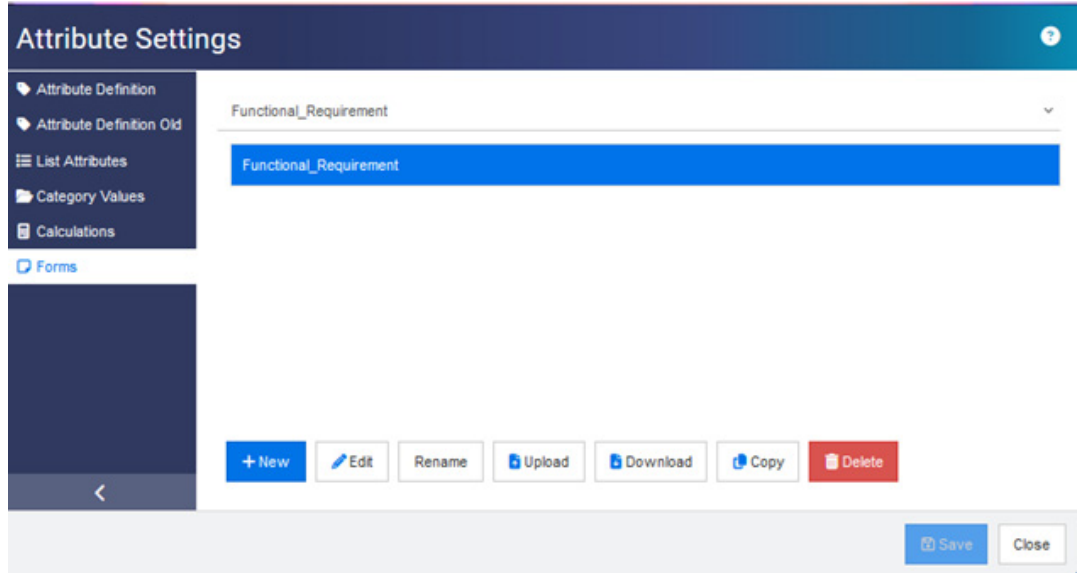 Attribute Settings
?
Attribute Definition
Attribute Definition Old
List Attributes
Category Values
Calculations
Forms
Functional_Requirement
Functional_Requirement
+ New Edit Rename Upload Download Copy Delete
Save Close